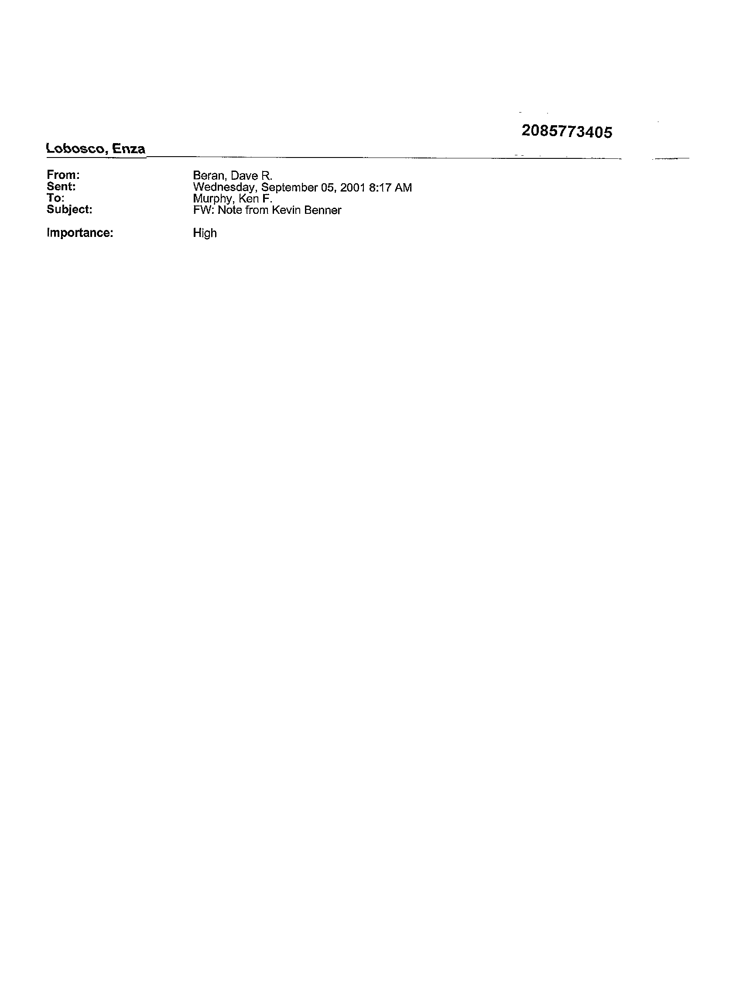 2085773405
Lobosco, Enza
From: Beran, Dave R.
Sent: Wednesday, September 05, 2001 8:17 AM
To: Murphy, Ken F.
Subject: FW: Note from Kevin Benner
Importance: High